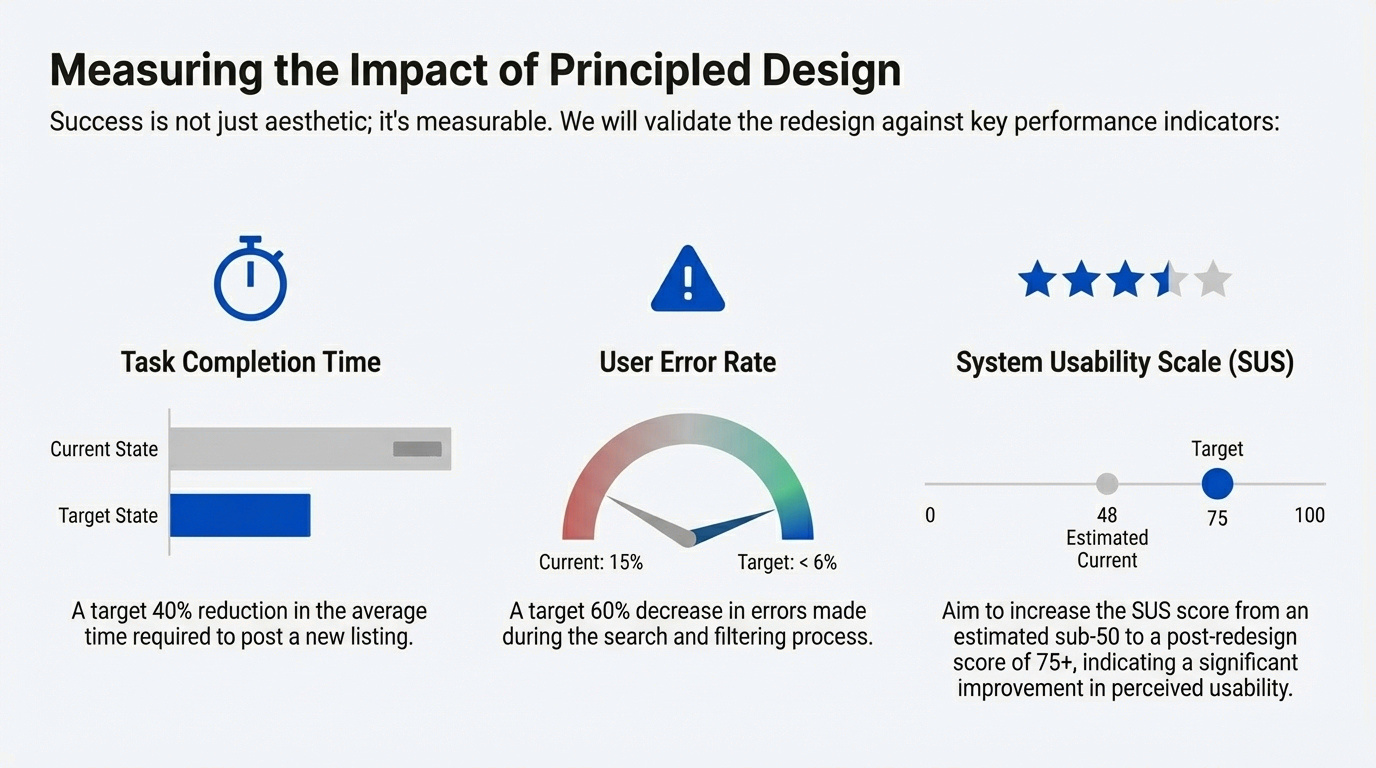 Measuring the Impact of Principled Design
Success is not just aesthetic; it's measurable. We will validate the redesign against key performance indicators:
Task Completion Time
Current State
Target State
A target 40% reduction in the average
time required to post a new listing.
User Error Rate
Current: 15%
Target: < 6%
A target 60% decrease in errors made
during the search and filtering process.
System Usability Scale (SUS)
Target
0
48
75
100
Estimated
Current
Aim to increase the SUS score from an
estimated sub-50 to a post-redesign
score of 75+, indicating a significant
improvement in perceived usability.